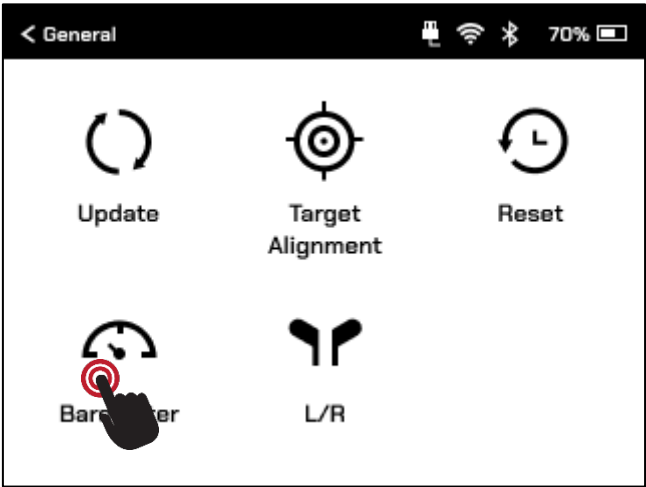 < General
70%
Update
Target
Alignment
Reset
L/R